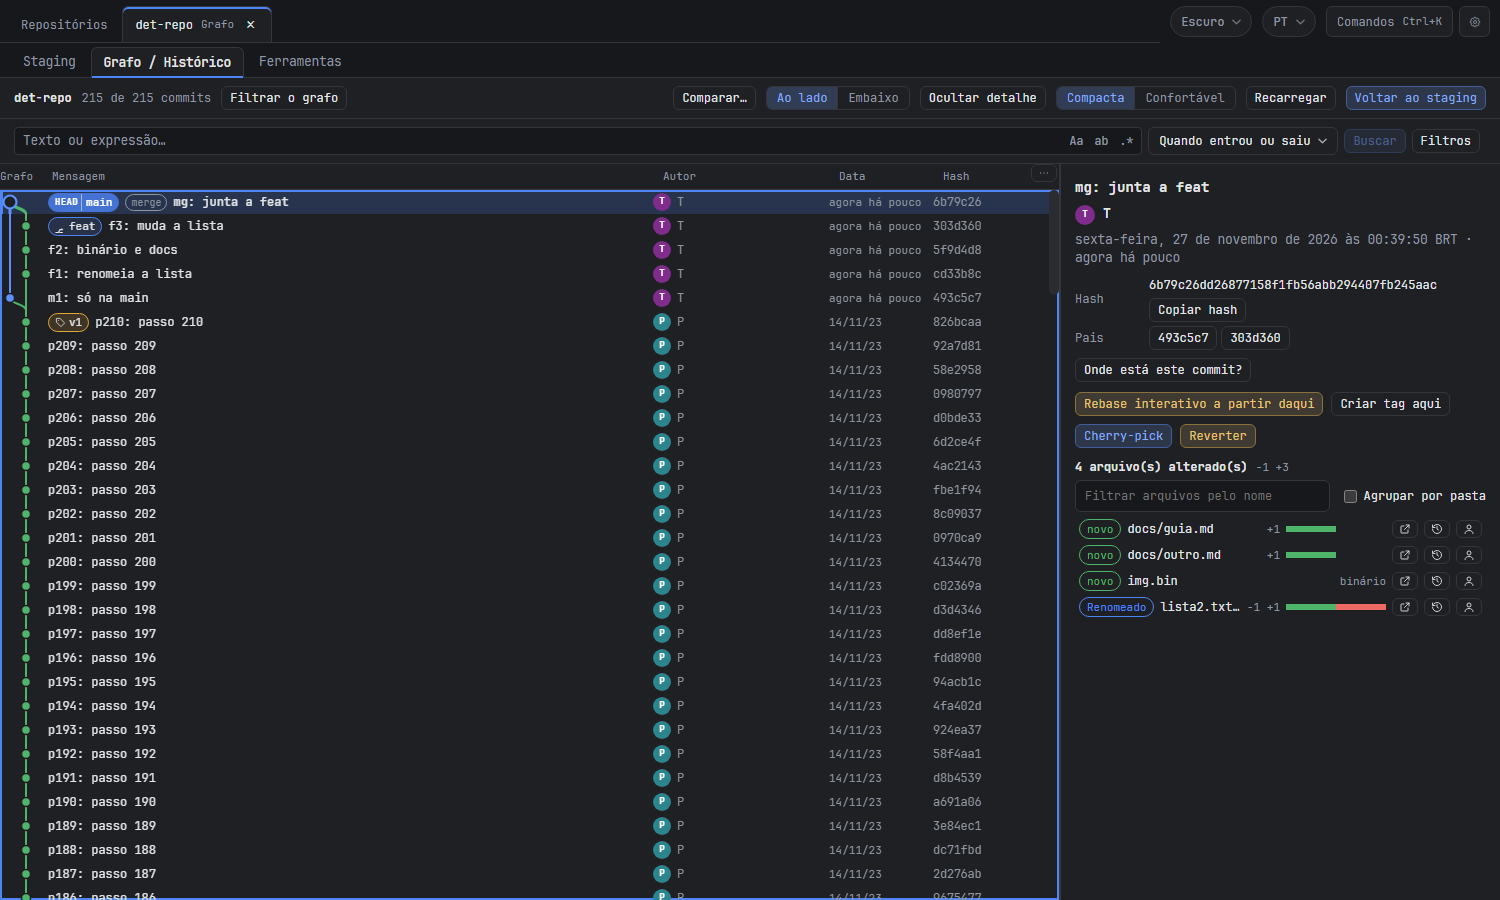 Repositórios det-repo Grafo × Escuro PT Comandos Ctrl+K
Staging Grafo / Histórico Ferramentas
det-repo 215 de 215 commits Filtrar o grafo Comparar… Ao lado Embaixo Ocultar detalhe Compacta Confortável Recarregar Voltar ao staging
Texto ou expressão… Aa ab .* Quando entrou ou saiu Buscar Filtros
Grafo Mensagem Autor Data Hash ⋯
HEAD main merge mg: junta a feat T T agora há pouco 6b79c26
feat f3: muda a lista T T agora há pouco 303d360
f2: binário e docs T T agora há pouco 5f9d4d8
f1: renomeia a lista T T agora há pouco cd33b8c
m1: só na main T T agora há pouco 493c5c7
v1 p210: passo 210 P P 14/11/23 826bcaa
p209: passo 209 P P 14/11/23 92a7d81
p208: passo 208 P P 14/11/23 58e2958
p207: passo 207 P P 14/11/23 0980797
p206: passo 206 P P 14/11/23 d0bde33
p205: passo 205 P P 14/11/23 6d2ce4f
p204: passo 204 P P 14/11/23 4ac2143
p203: passo 203 P P 14/11/23 fbe1f94
p202: passo 202 P P 14/11/23 8c09037
p201: passo 201 P P 14/11/23 0970ca9
p200: passo 200 P P 14/11/23 4134470
p199: passo 199 P P 14/11/23 c02369a
p198: passo 198 P P 14/11/23 d3d4346
p197: passo 197 P P 14/11/23 dd8ef1e
p196: passo 196 P P 14/11/23 fdd8900
p195: passo 195 P P 14/11/23 94acb1c
p194: passo 194 P P 14/11/23 4fa402d
p193: passo 193 P P 14/11/23 924ea37
p192: passo 192 P P 14/11/23 58f4aa1
p191: passo 191 P P 14/11/23 d8b4539
p190: passo 190 P P 14/11/23 a691a06
p189: passo 189 P P 14/11/23 3e84ec1
p188: passo 188 P P 14/11/23 dc71fbd
p187: passo 187 P P 14/11/23 2d276ab
p186: passo 186 P P 14/11/23
mg: junta a feat
T T
sexta-feira, 27 de novembro de 2026 às 00:39:50 BRT ·
agora há pouco
6b79c26dd26877158f1fb56abb294407fb245aac
Hash
Copiar hash
Pais 493c5c7 303d360
Onde está este commit?
Rebase interativo a partir daqui Criar tag aqui
Cherry-pick Reverter
4 arquivo(s) alterado(s) -1 +3
Filtrar arquivos pelo nome Agrupar por pasta
novo docs/guia.md +1
novo docs/outro.md +1
novo img.bin binário
Renomeado lista2.txt… -1 +1